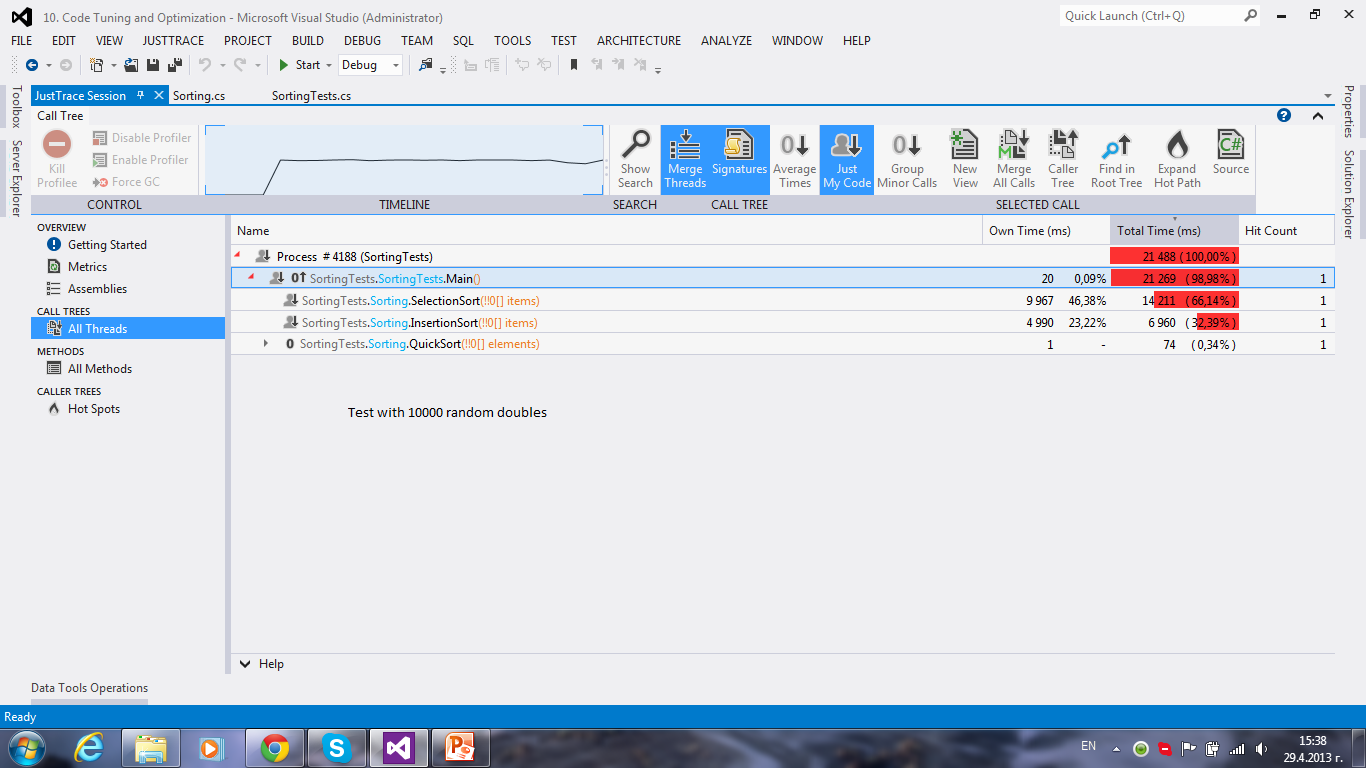 10. Code Tuning and Optimization - Microsoft Visual Studio (Administrator)
Quick Launch (Ctrl+Q)
FILE EDIT VIEW JUSTTRACE PROJECT BUILD DEBUG TEAM SQL TOOLS TEST ARCHITECTURE ANALYZE WINDOW HELP
Start Debug
Toolbox
Server Explorer
JustTrace Session Sorting.cs SortingTests.cs
Call Tree
Kill Profilee
Disable Profiler
Enable Profiler
Force GC
Show Search
Merge Threads
Signatures
Average Times
Just My Code
Group Minor Calls
New View
Merge All Calls
Caller Tree
Find in Root Tree
Expand Hot Path
Source
CONTROL TIMELINE SEARCH CALL TREE SELECTED CALL
Properties
Solution Explorer
OVERVIEW
Getting Started
Metrics
Assemblies
CALL TREES
All Threads
METHODS
All Methods
CALLER TREES
Hot Spots
Name Own Time (ms) Total Time (ms) Hit Count
Process # 4188 (SortingTests) 21 488 (100,00% )
SortingTests.SortingTests.Main() 20 0,09% 21 269 ( 98,98% ) 1
SortingTests.Sorting.SelectionSort(!!0[] items) 9 967 46,38% 14 211 ( 66,14% ) 1
SortingTests.Sorting.InsertionSort(!!0[] items) 4 990 23,22% 6 960 ( 32,39% ) 1
SortingTests.Sorting.QuickSort(!!0[] elements) 1 - 74 ( 0,34% ) 1
Test with 10000 random doubles
Help
Data Tools Operations
Ready
EN
15:38
29.4.2013 г.